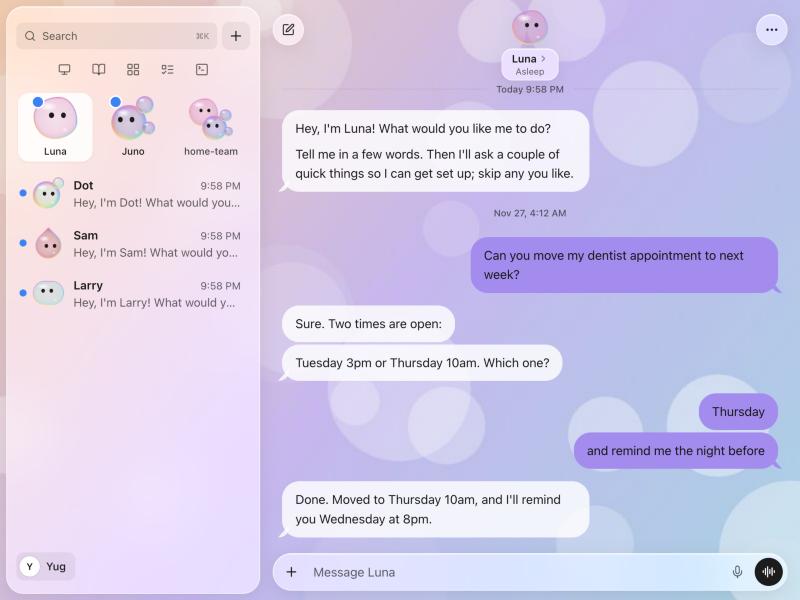 Search
⌘K
Luna
Juno
home-team
Dot
9:58 PM
Hey, I'm Dot! What would you...
Sam
9:58 PM
Hey, I'm Sam! What would yo...
Larry
9:58 PM
Hey, I'm Larry! What would y...
Y
Yug
Luna
Asleep
Today 9:58 PM
Hey, I'm Luna! What would you like me to do?
Tell me in a few words. Then I'll ask a couple of
quick things so I can get set up; skip any you like.
Nov 27, 4:12 AM
Can you move my dentist appointment to next
week?
Sure. Two times are open:
Tuesday 3pm or Thursday 10am. Which one?
Thursday
and remind me the night before
Done. Moved to Thursday 10am, and I'll remind
you Wednesday at 8pm.
Message Luna